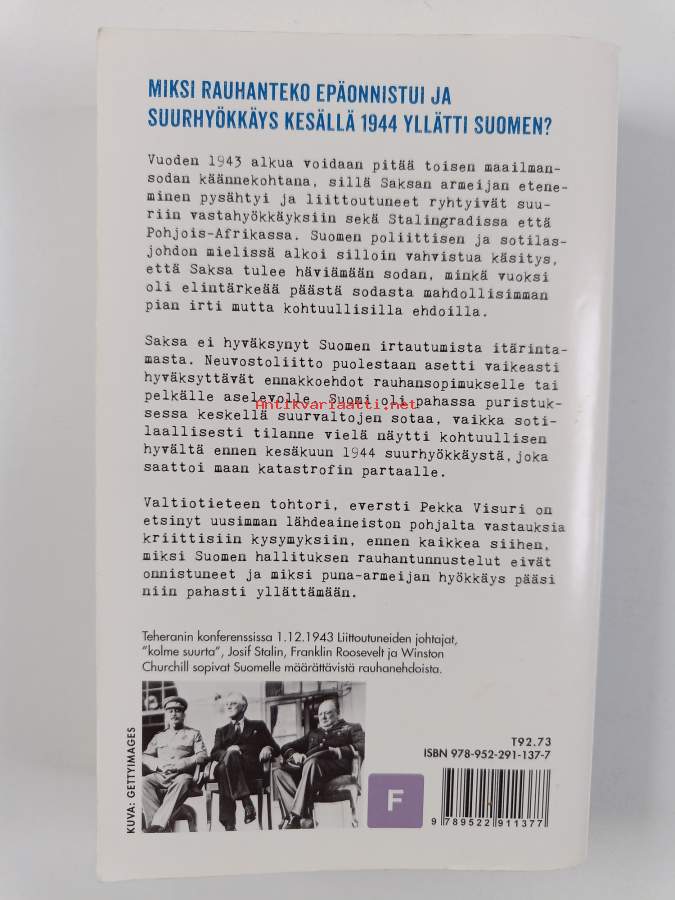 MIKSI RAUHANTEKO EPÄONNISTUI JA
SUURHYÖKKÄYS KESÄLLÄ 1944 YLLÄTTI SUOMEN?
Vuoden 1943 alkua voidaan pitää toisen maailman-
sodan käännekohtana, sillä Saksan armeijan etene-
minen pysähtyi ja liittoutuneet ryhtyivät suu-
riin vastahyökkäyksiin sekä Stalingradissa että
Pohjois-Afrikassa. Suomen poliittisen ja sotilas-
johdon mielissä alkoi silloin vahvistua käsitys,
että Saksa tulee häviämään sodan, minkä vuoksi
oli elintärkeää päästä sodasta mahdollisimman
pian irti mutta kohtuullisilla ehdoilla.
Saksa ei hyväksynyt Suomen irtautumista itärinta-
masta. Neuvostoliitto puolestaan asetti vaikeasti
hyväksyttävät ennakkoehdot rauhansopimukselle tai
pelkälle aselevolle. Suomi oli pahassa puristuk-
Antikvariaatti.net
sessa keskellä suurvaltojen sotaa, vaikka soti-
laallisesti tilanne vielä näytti kohtuullisen
hyvältä ennen kesäkuun 1944 suurhyökkäystä, joka
saattoi maan katastrofin partaalle.
Valtiotieteen tohtori, eversti Pekka Visuri on
etsinyt uusimman lähdeaineiston pohjalta vastauksia
kriittisiin kysymyksiin, ennen kaikkea siihen,
miksi Suomen hallituksen rauhantunnustelut eivät
onnistuneet ja miksi puna-armeijan hyökkäys pääsi
niin pahasti yllättämään.
Teheranin konferenssissa 1.12.1943 Liittoutuneiden johtajat,
"kolme suurta", Josif Stalin, Franklin Roosevelt ja Winston
Churchill sopivat Suomelle määrättävistä rauhanehdoista.
KUVA: GETTYIMAGES
F
T92.73
ISBN 978-952-291-137-7
9 789522 911377